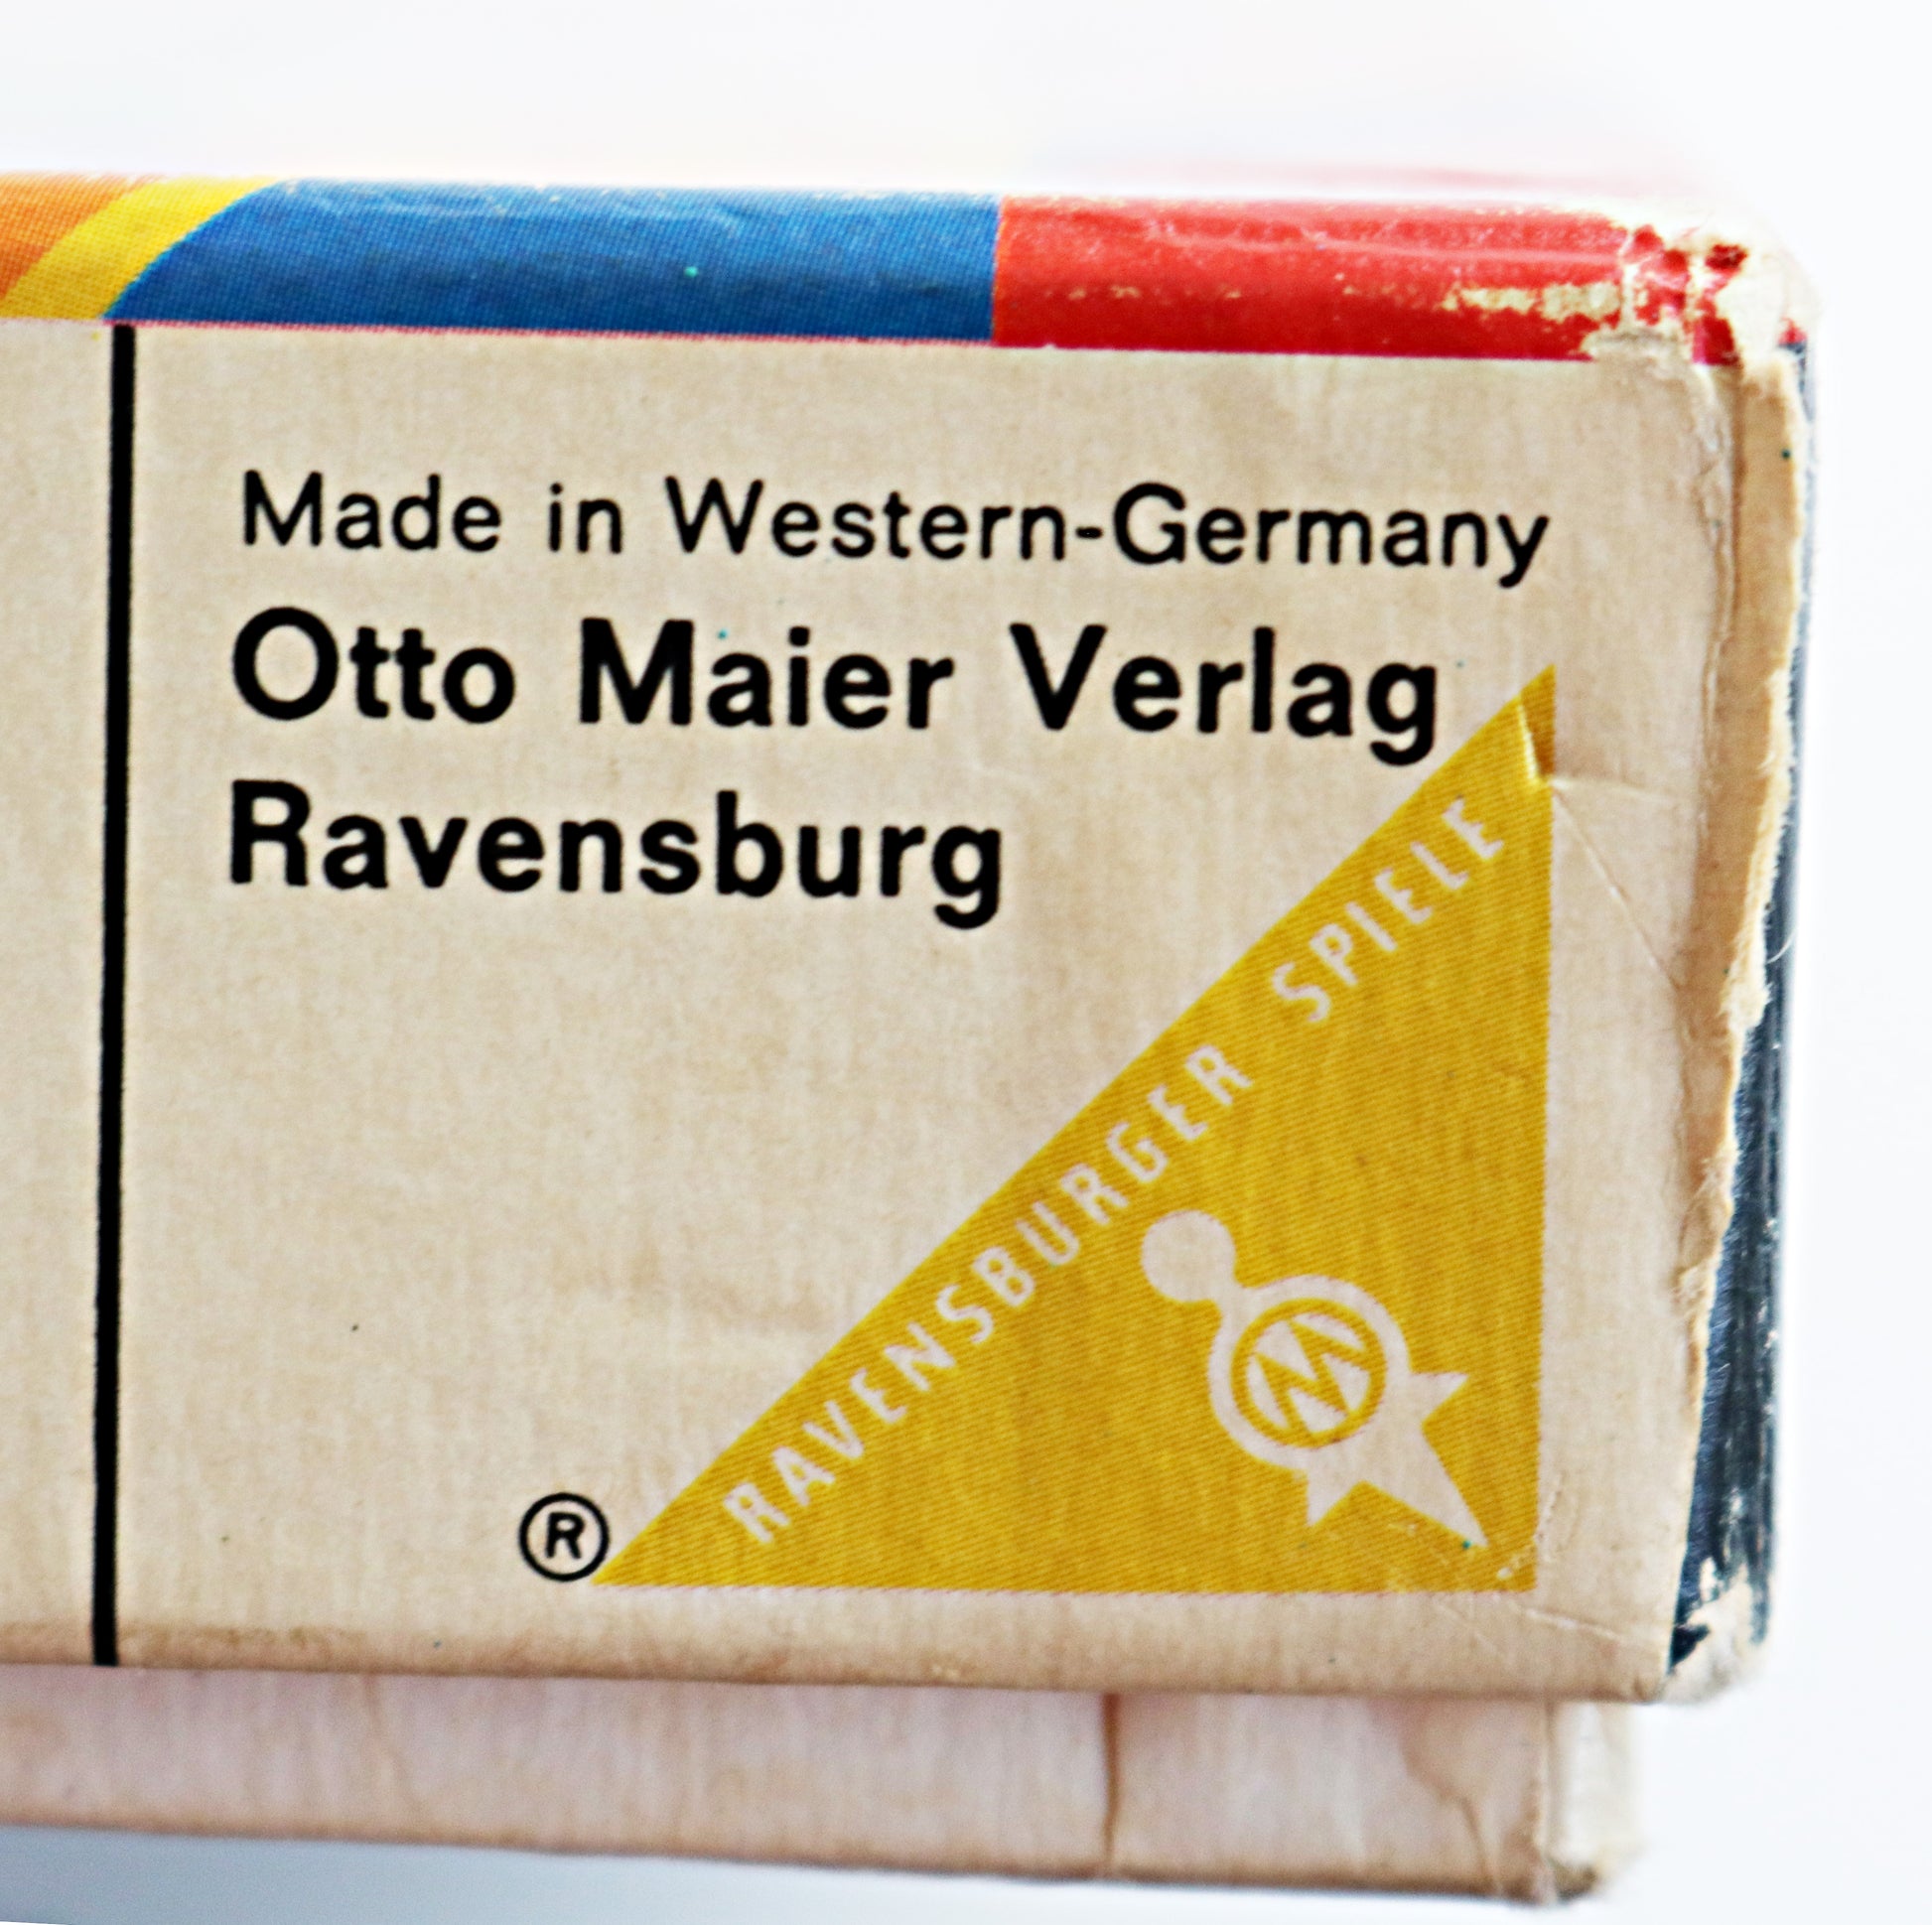 Made in Western-Germany
Otto Maier Verlag
Ravensburg
RAVENSBURGER SPIELE
M
®